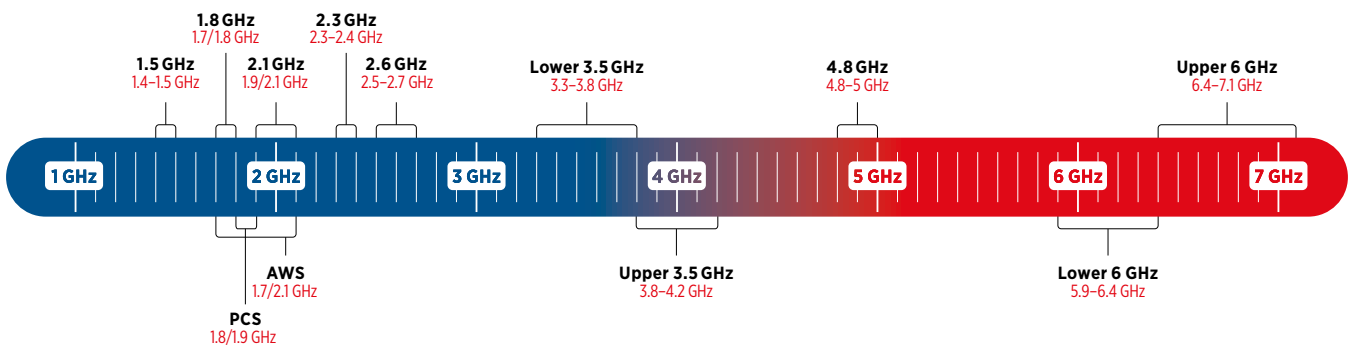 1.8 GHz
1.7/1.8 GHz
2.3 GHz
2.3–2.4 GHz
1.5 GHz
1.4–1.5 GHz
2.1 GHz
1.9/2.1 GHz
2.6 GHz
2.5–2.7 GHz
Lower 3.5 GHz
3.3–3.8 GHz
4.8 GHz
4.8–5 GHz
Upper 6 GHz
6.4–7.1 GHz
1 GHz
2 GHz
3 GHz
4 GHz
5 GHz
6 GHz
7 GHz
AWS
1.7/2.1 GHz
PCS
1.8/1.9 GHz
Upper 3.5 GHz
3.8–4.2 GHz
Lower 6 GHz
5.9–6.4 GHz